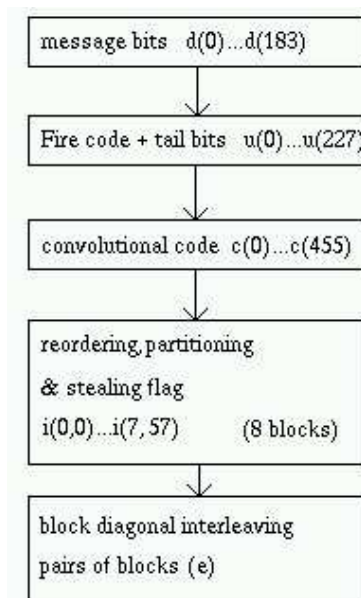 message bits d(0)...d(183)
Fire code + tail bits u(0)...u(227)
convolutional code c(0)...c(455)
reordering, partitioning
& stealing flag
i(0,0)...i(7,57) (8 blocks)
block diagonal interleaving
pairs of blocks (e)